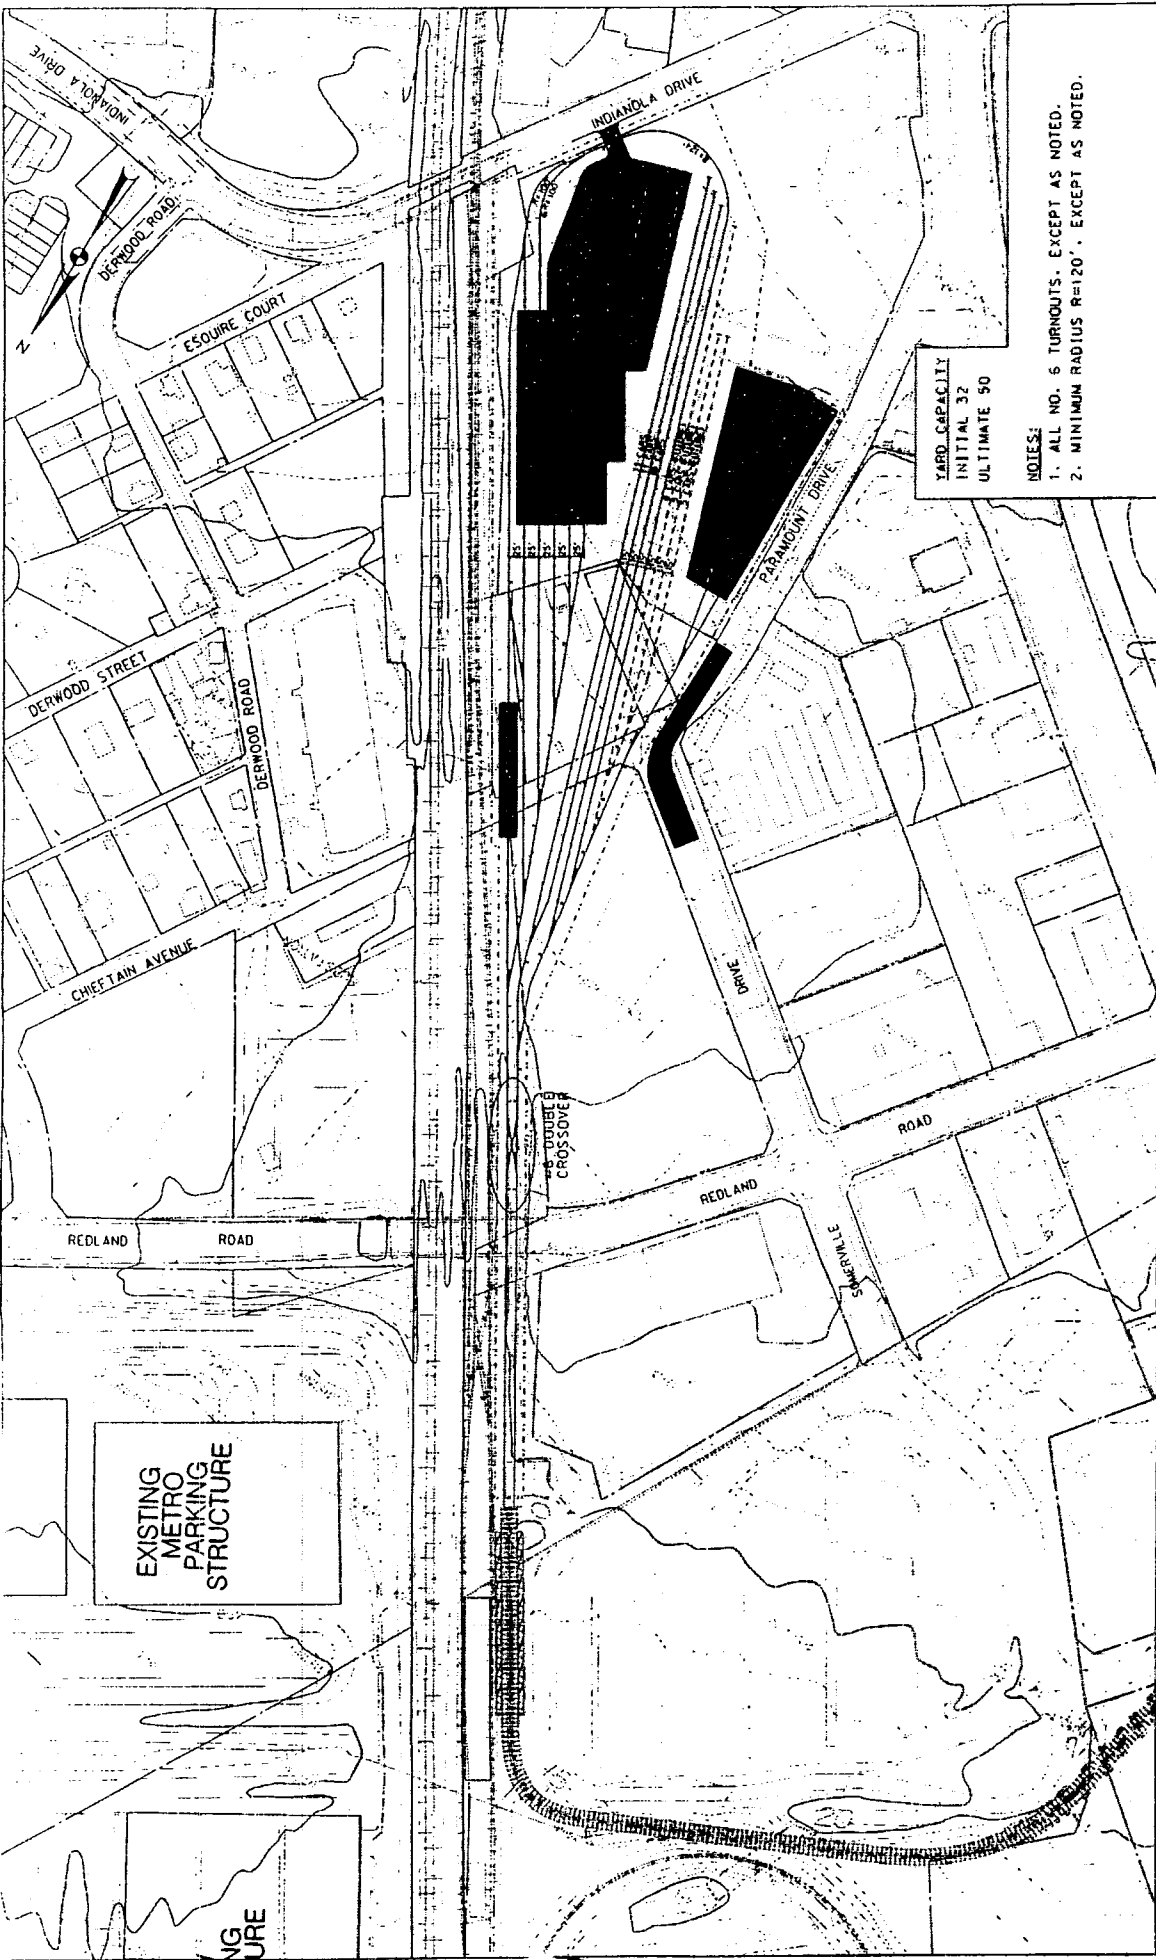 INDIANOLA DRIVE
INDIANOLA DRIVE
N
DERWOOD ROAD
ESQUIRE COURT
DERWOOD STREET
DERWOOD ROAD
CHIEFTAIN AVENUE
PARAMOUNT DRIVE
DRIVE
DOUBLE
CROSSOVER
REDLAND
ROAD
REDLAND
ROAD
SOMERVILLE
EXISTING
METRO
PARKING
STRUCTURE
NG
URE
YARD CAPACITY
INITIAL 32
ULTIMATE 50
NOTES:
1. ALL NO. 6 TURNOUTS. EXCEPT AS NOTED.
2. MINIMUM RADIUS R=120'. EXCEPT AS NOTED.